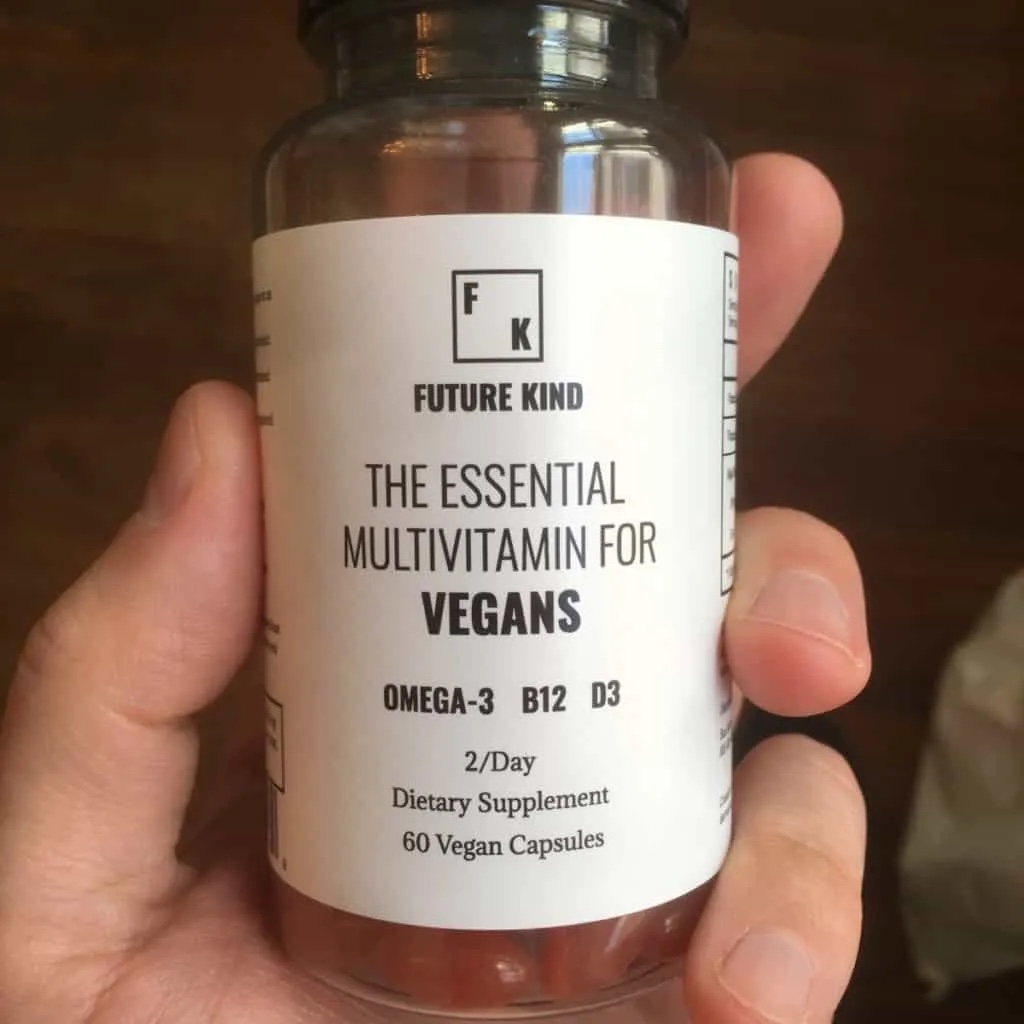 F
K
FUTURE KIND
THE ESSENTIAL
MULTIVITAMIN FOR
VEGANS
OMEGA-3 B12 D3
2/Day
Dietary Supplement
60 Vegan Capsules